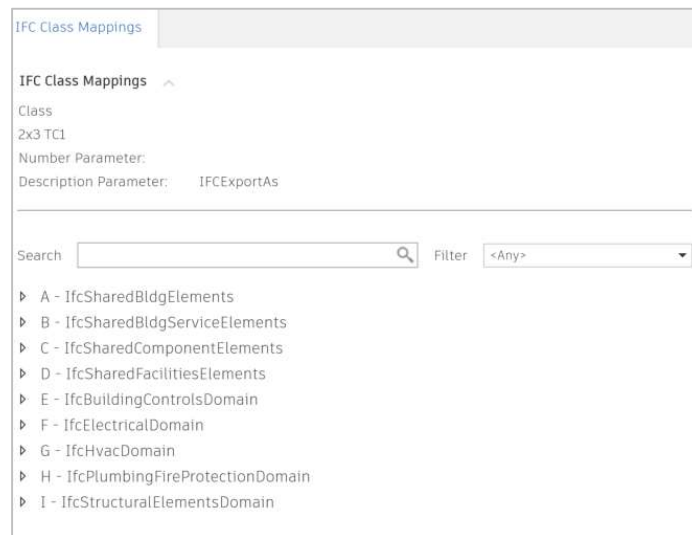 IFC Class Mappings
IFC Class Mappings
Class
2x3 TC1
Number Parameter:
Description Parameter: IFCExportAs
Search Filter <Any>
A - IfcSharedBldgElements
B - IfcSharedBldgServiceElements
C - IfcSharedComponentElements
D - IfcSharedFacilitiesElements
E - IfcBuildingControlsDomain
F - IfcElectricalDomain
G - IfcHvacDomain
H - IfcPlumbingFireProtectionDomain
I - IfcStructuralElementsDomain